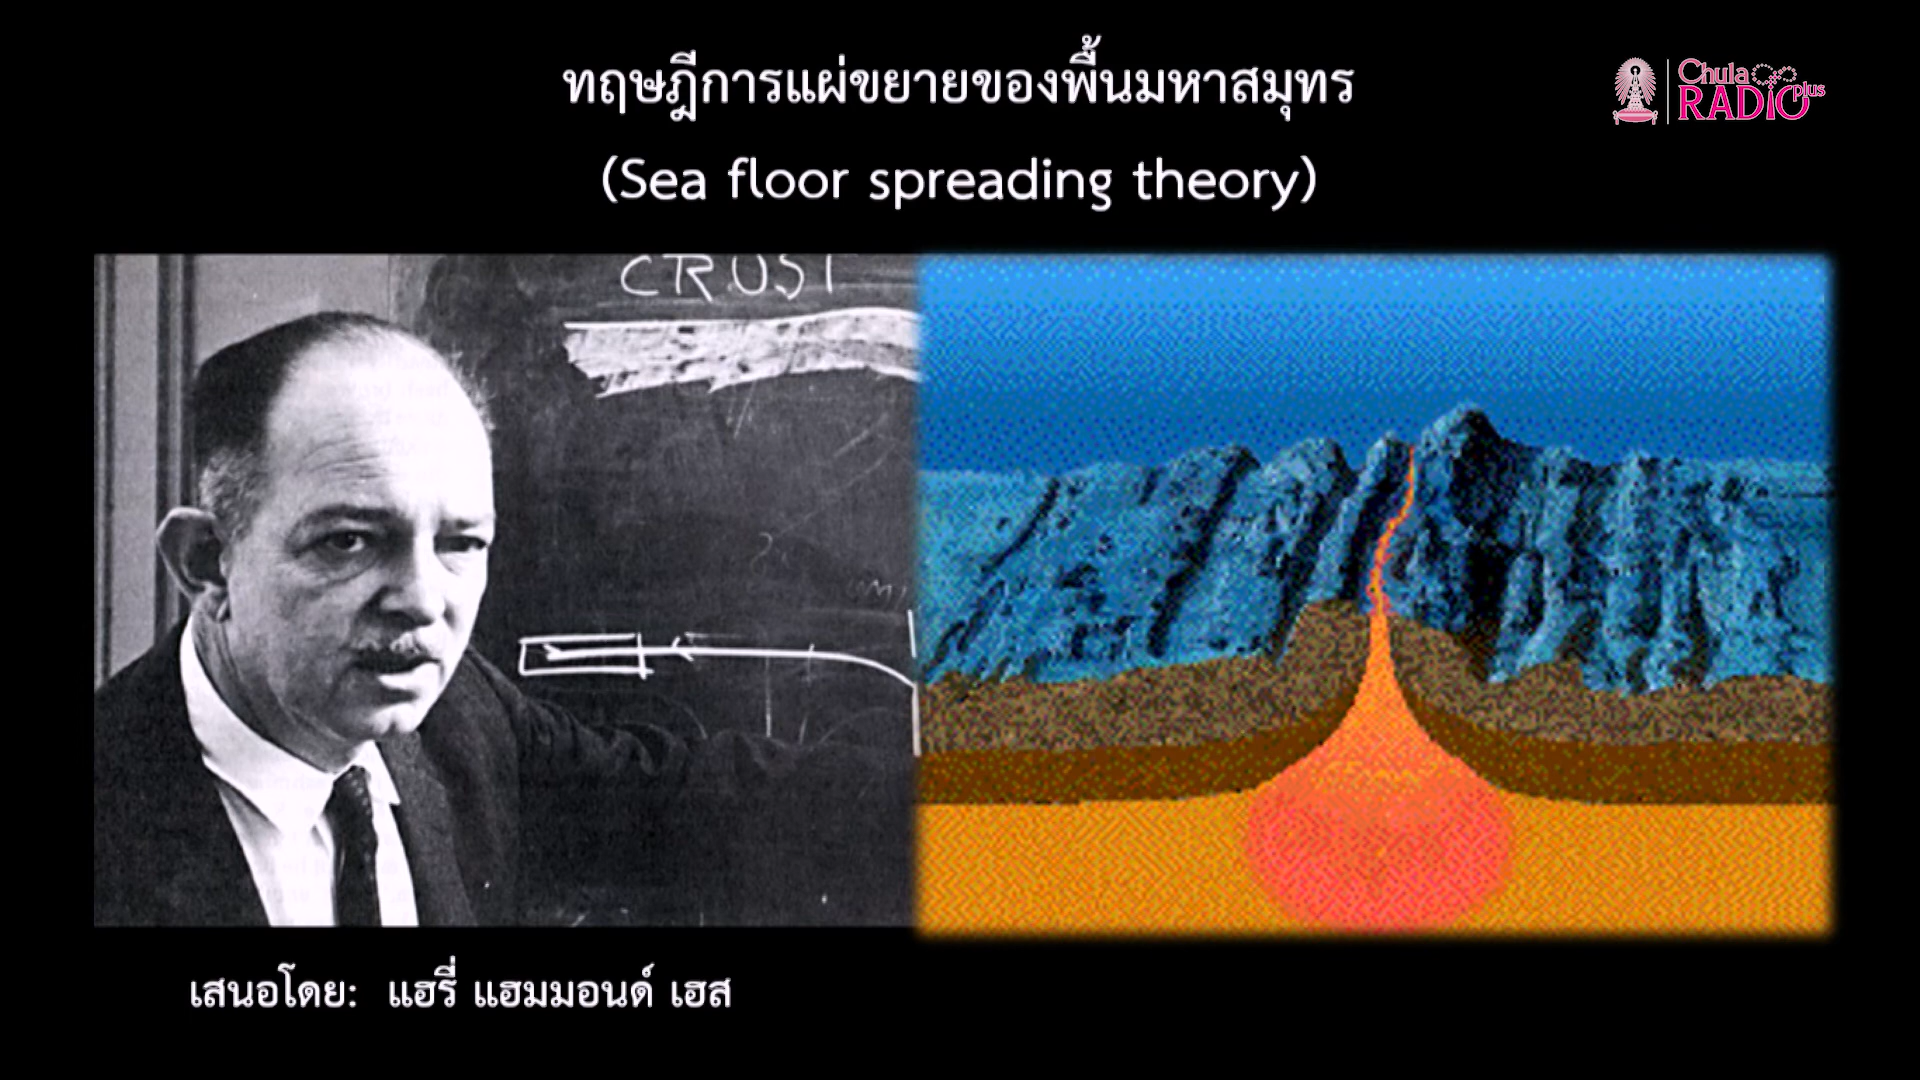 ทฤษฎีการแผ่ขยายของพื้นมหาสมุทร
Chula
RADIO plus
(Sea floor spreading theory)
CRUST
เสนอโดย: แฮรี่ แฮมมอนด์ เฮส